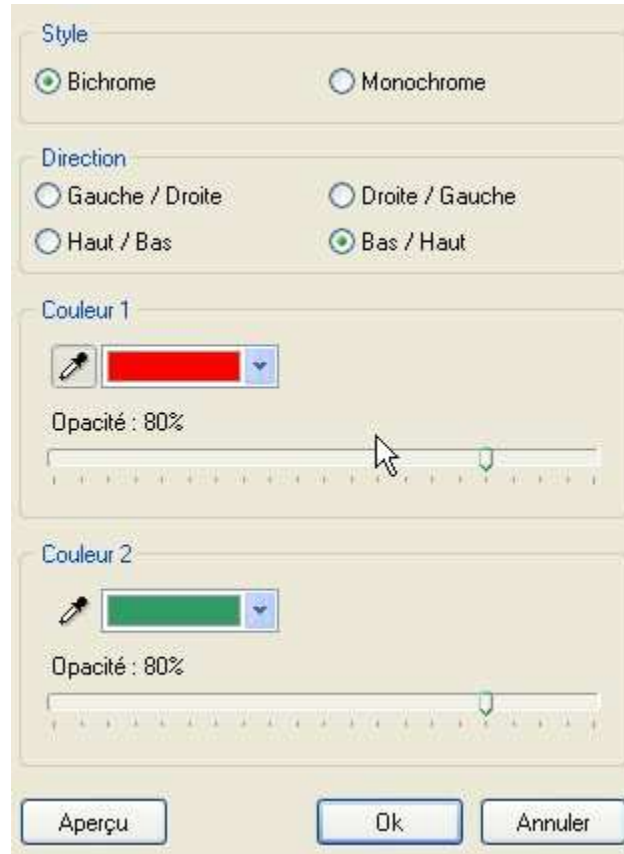 Style
Bichrome Monochrome
Direction
Gauche / Droite Droite / Gauche
Haut / Bas Bas / Haut
Couleur 1
Opacité : 80%
Couleur 2
Opacité : 80%
Aperçu Ok Annuler